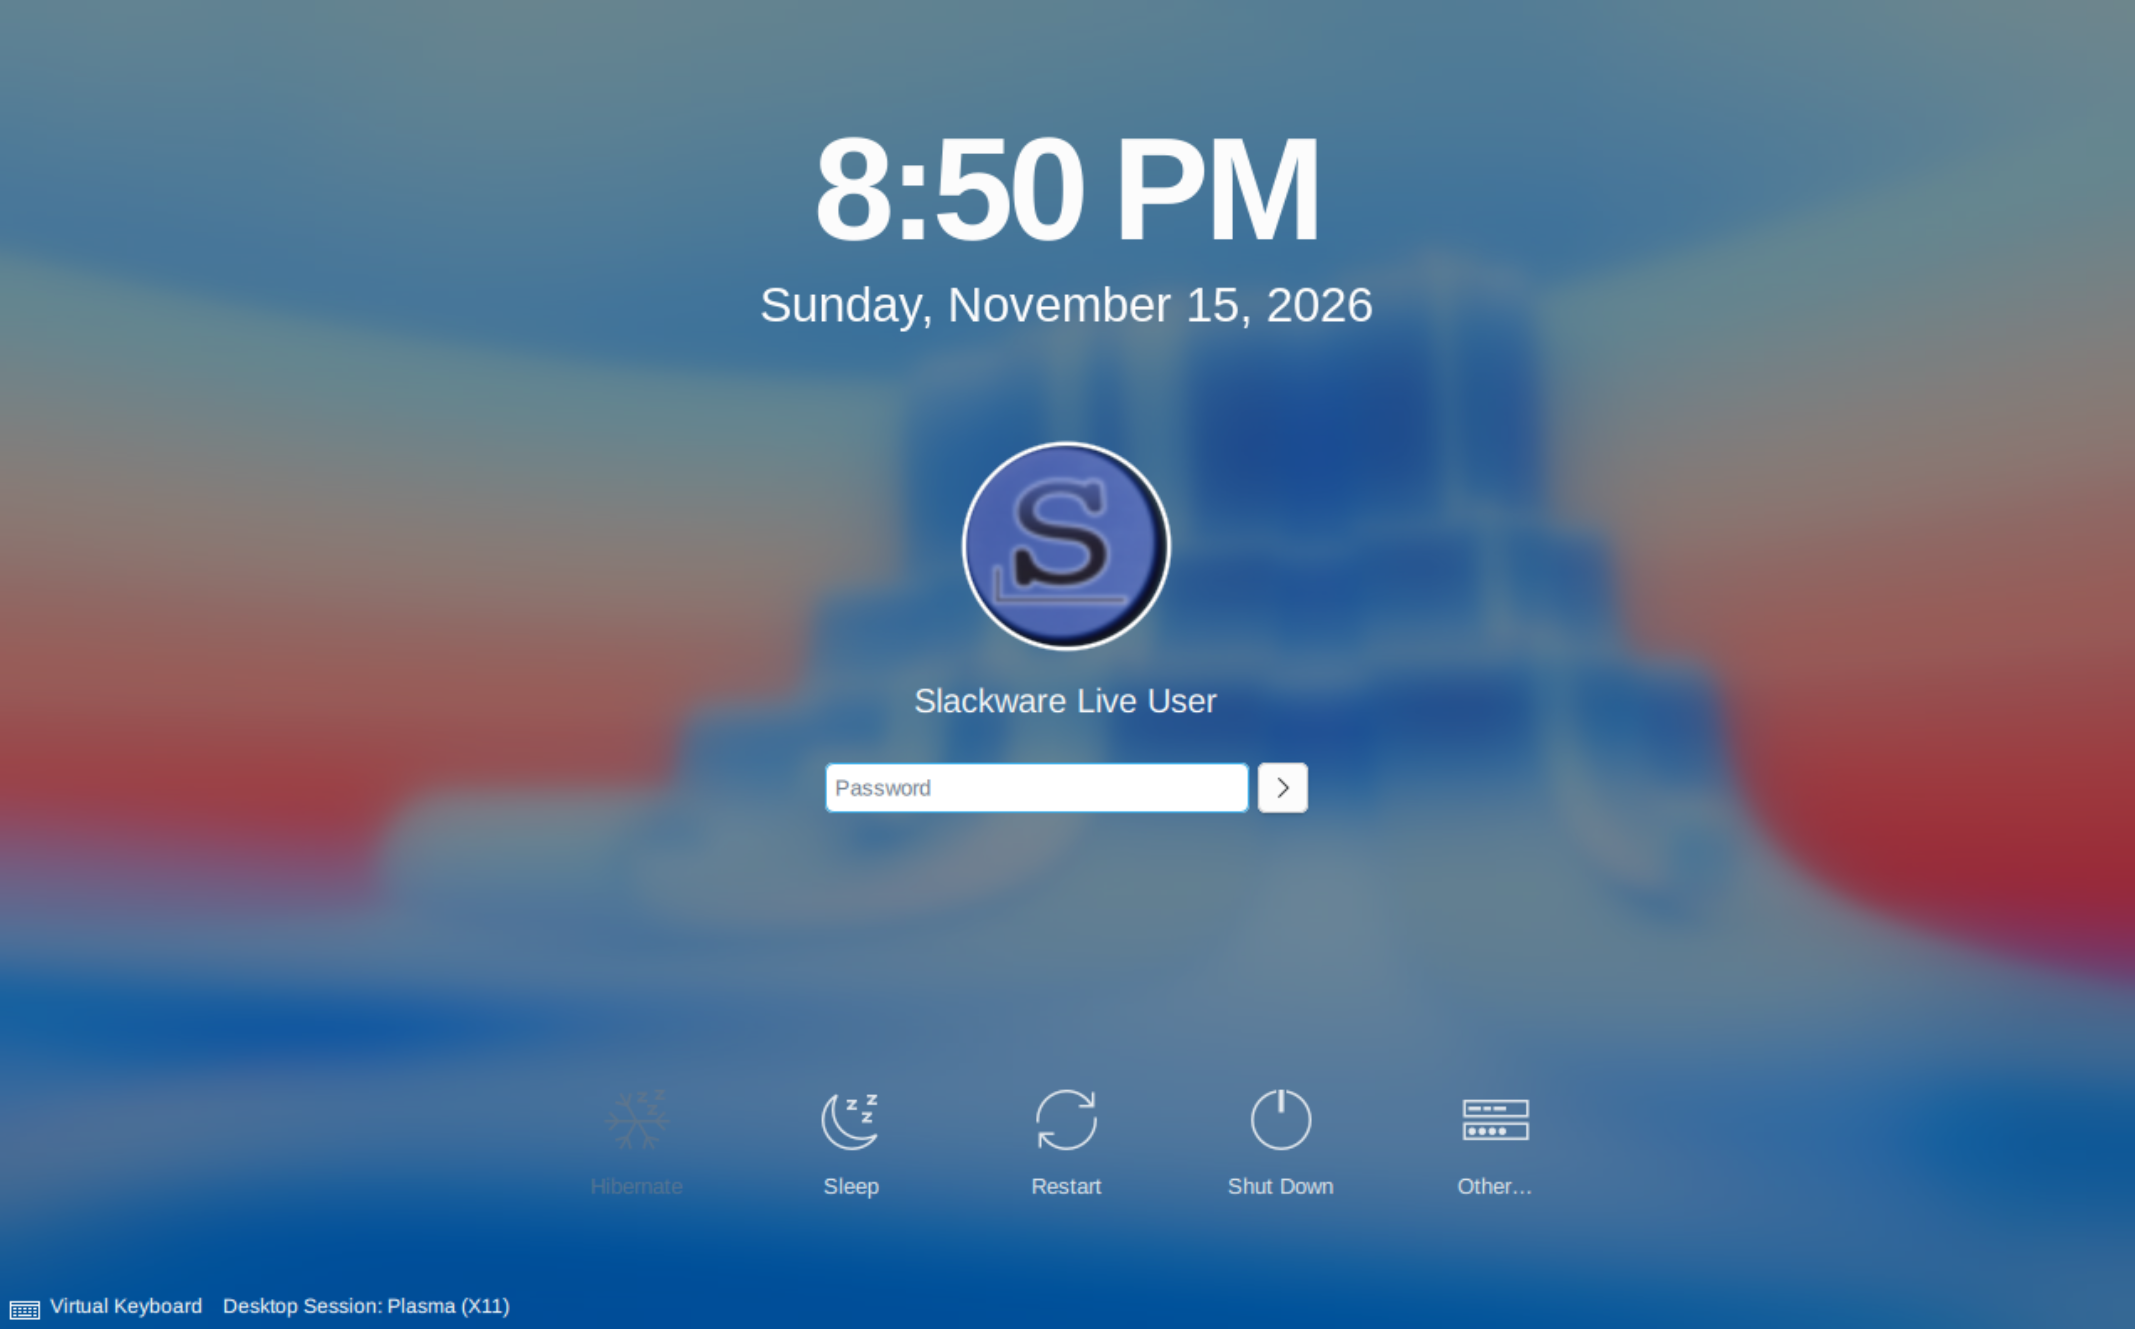 8:50 PM
Sunday, November 15, 2026
S
Slackware Live User
Password
Hibernate
Sleep
Restart
Shut Down
Other...
Virtual Keyboard
Desktop Session: Plasma (X11)